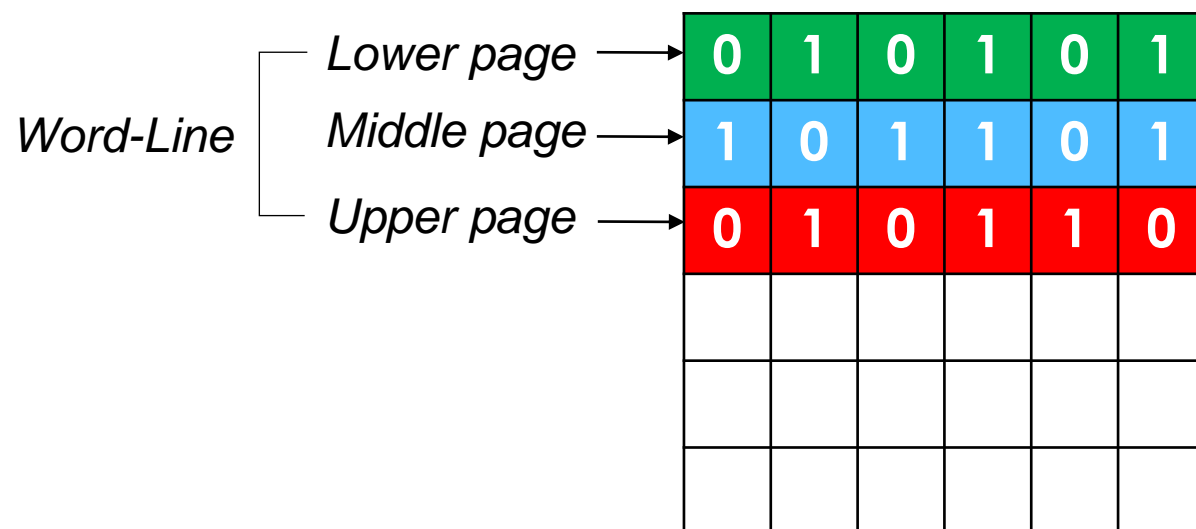 Lower page 0 1 0 1 0 1
Word-Line
Middle page 1 0 1 1 0 1
Upper page 0 1 0 1 1 0